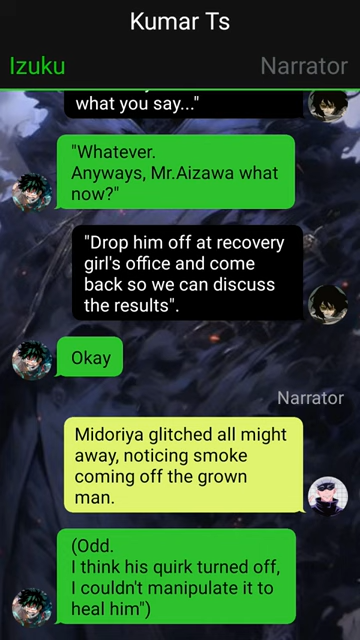 Kumar Ts
Izuku Narrator
what you say..."
"Whatever.
Anyways, Mr.Aizawa what
now?"
"Drop him off at recovery
girl's office and come
back so we can discuss
the results".
Okay
Narrator
Midoriya glitched all might
away, noticing smoke
coming off the grown
man.
(Odd.
I think his quirk turned off,
I couldn't manipulate it to
heal him")